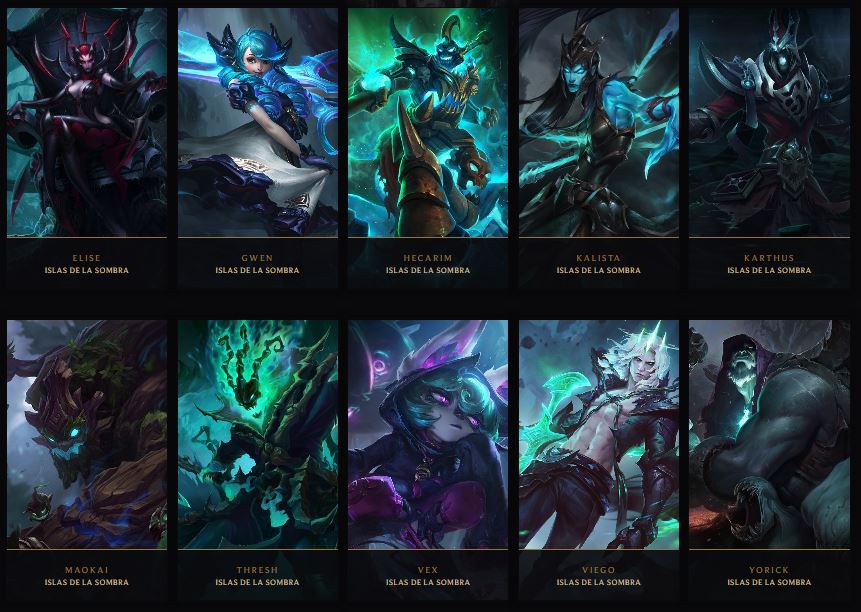 ELISE
ISLAS DE LA SOMBRA
GWEN
ISLAS DE LA SOMBRA
HECARIM
ISLAS DE LA SOMBRA
KALISTA
ISLAS DE LA SOMBRA
KARTHUS
ISLAS DE LA SOMBRA
MAOKAI
ISLAS DE LA SOMBRA
THRESH
ISLAS DE LA SOMBRA
VEX
ISLAS DE LA SOMBRA
VIEGO
ISLAS DE LA SOMBRA
YORICK
ISLAS DE LA SOMBRA